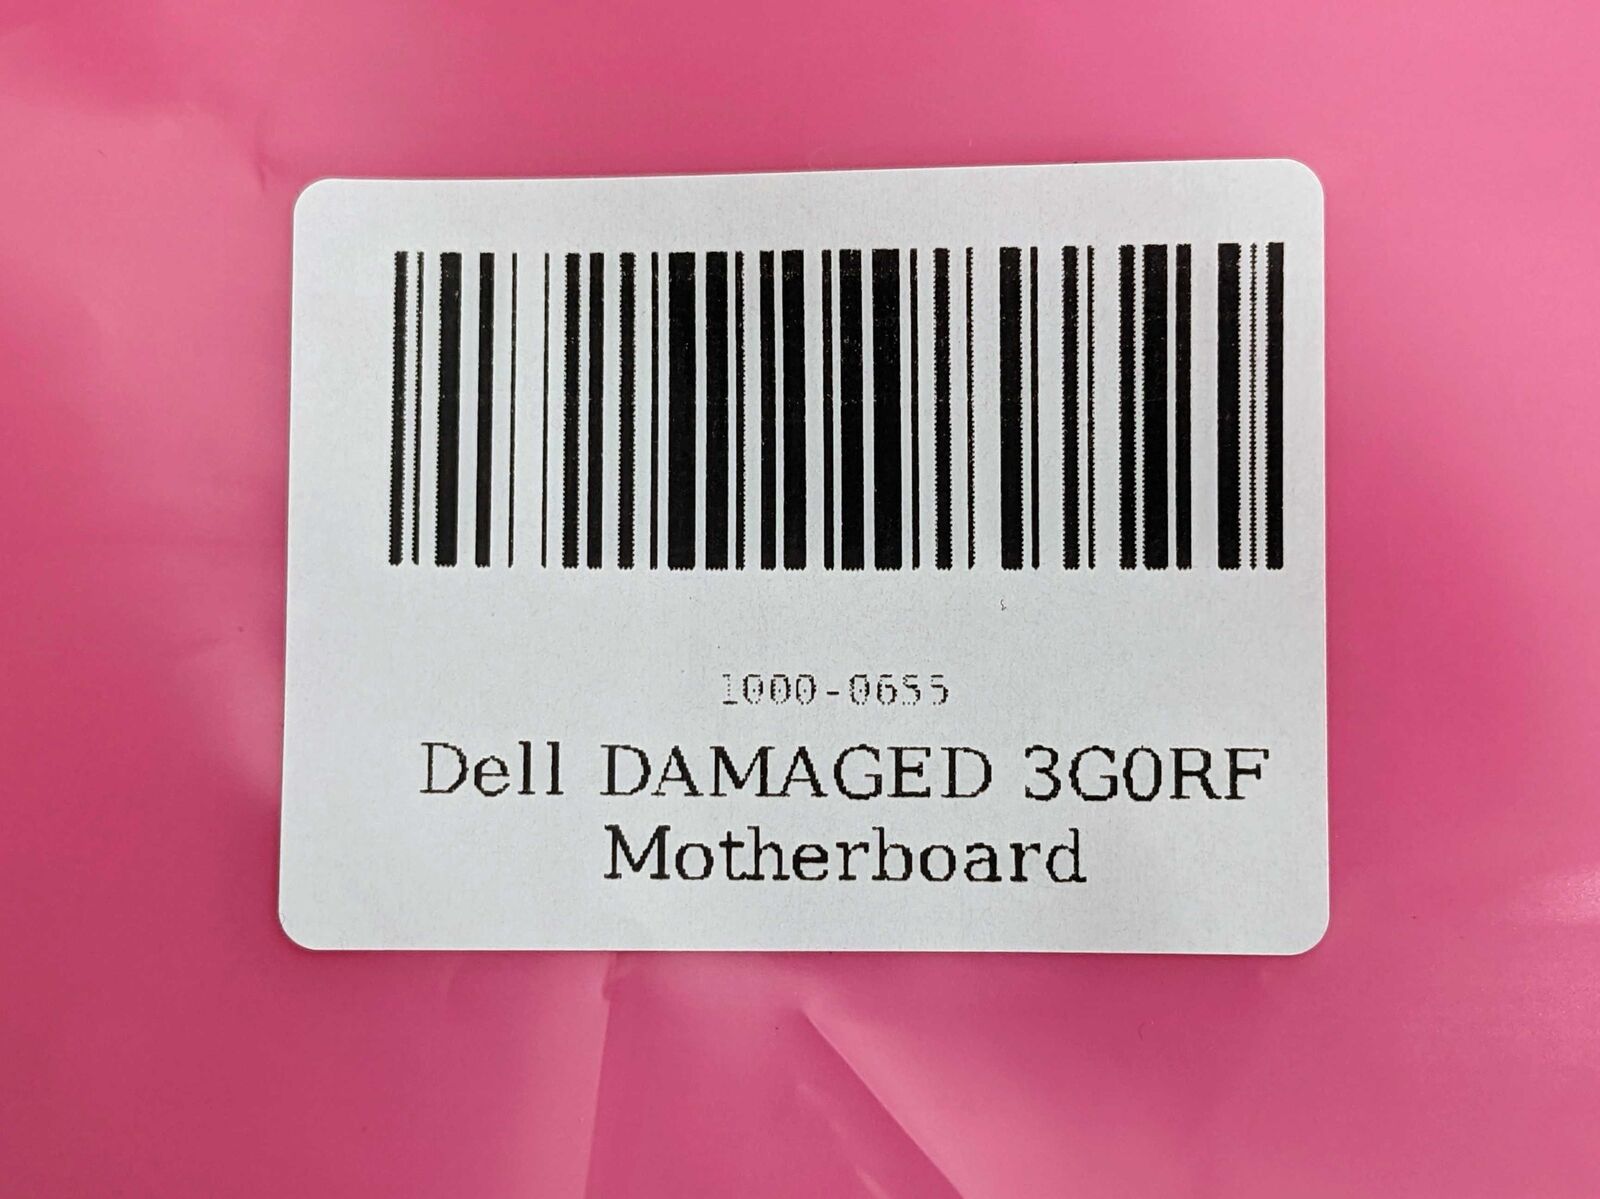 1000-0655
Dell DAMAGED 3G0RF
Motherboard